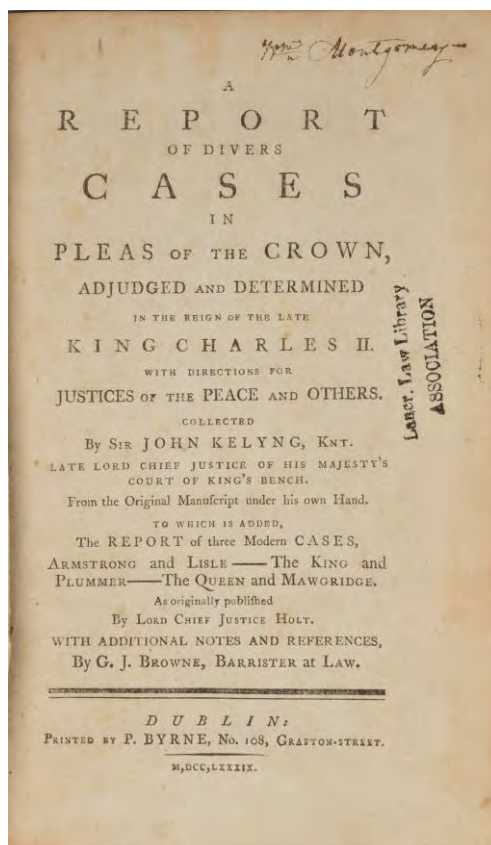 Montgomery
A
REPORT
OF DIVERS
CASES
IN
PLEAS OF THE CROWN,
ADJUDGED AND DETERMINED
IN THE REIGN OF THE LATE
KING CHARLES II.
WITH DIRECTIONS FOR
JUSTICES OF THE PEACE AND OTHERS.
COLLECTED
By SIR JOHN KELYNG, KNT.
LATE LORD CHIEF JUSTICE OF HIS MAJESTY'S
COURT OF KING'S BENCH.
From the Original Manuſcript under his own Hand.
TO WHICH IS ADDED,
The REPORT of three Modern CASES,
ARMSTRONG and LISLE——The KING and
PLUMMER——The QUEEN and MAWGRIDGE.
As originally publiſhed
By LORD CHIEF JUSTICE HOLT.
WITH ADDITIONAL NOTES AND REFERENCES,
By G. J. BROWNE, BARRISTER at LAW.
DUBLIN:
PRINTED BY P. BYRNE, No. 108, GRAFTON-STREET.
M,DCC,LXXXIX.
Lancr. Law Library
ASSOCIATION